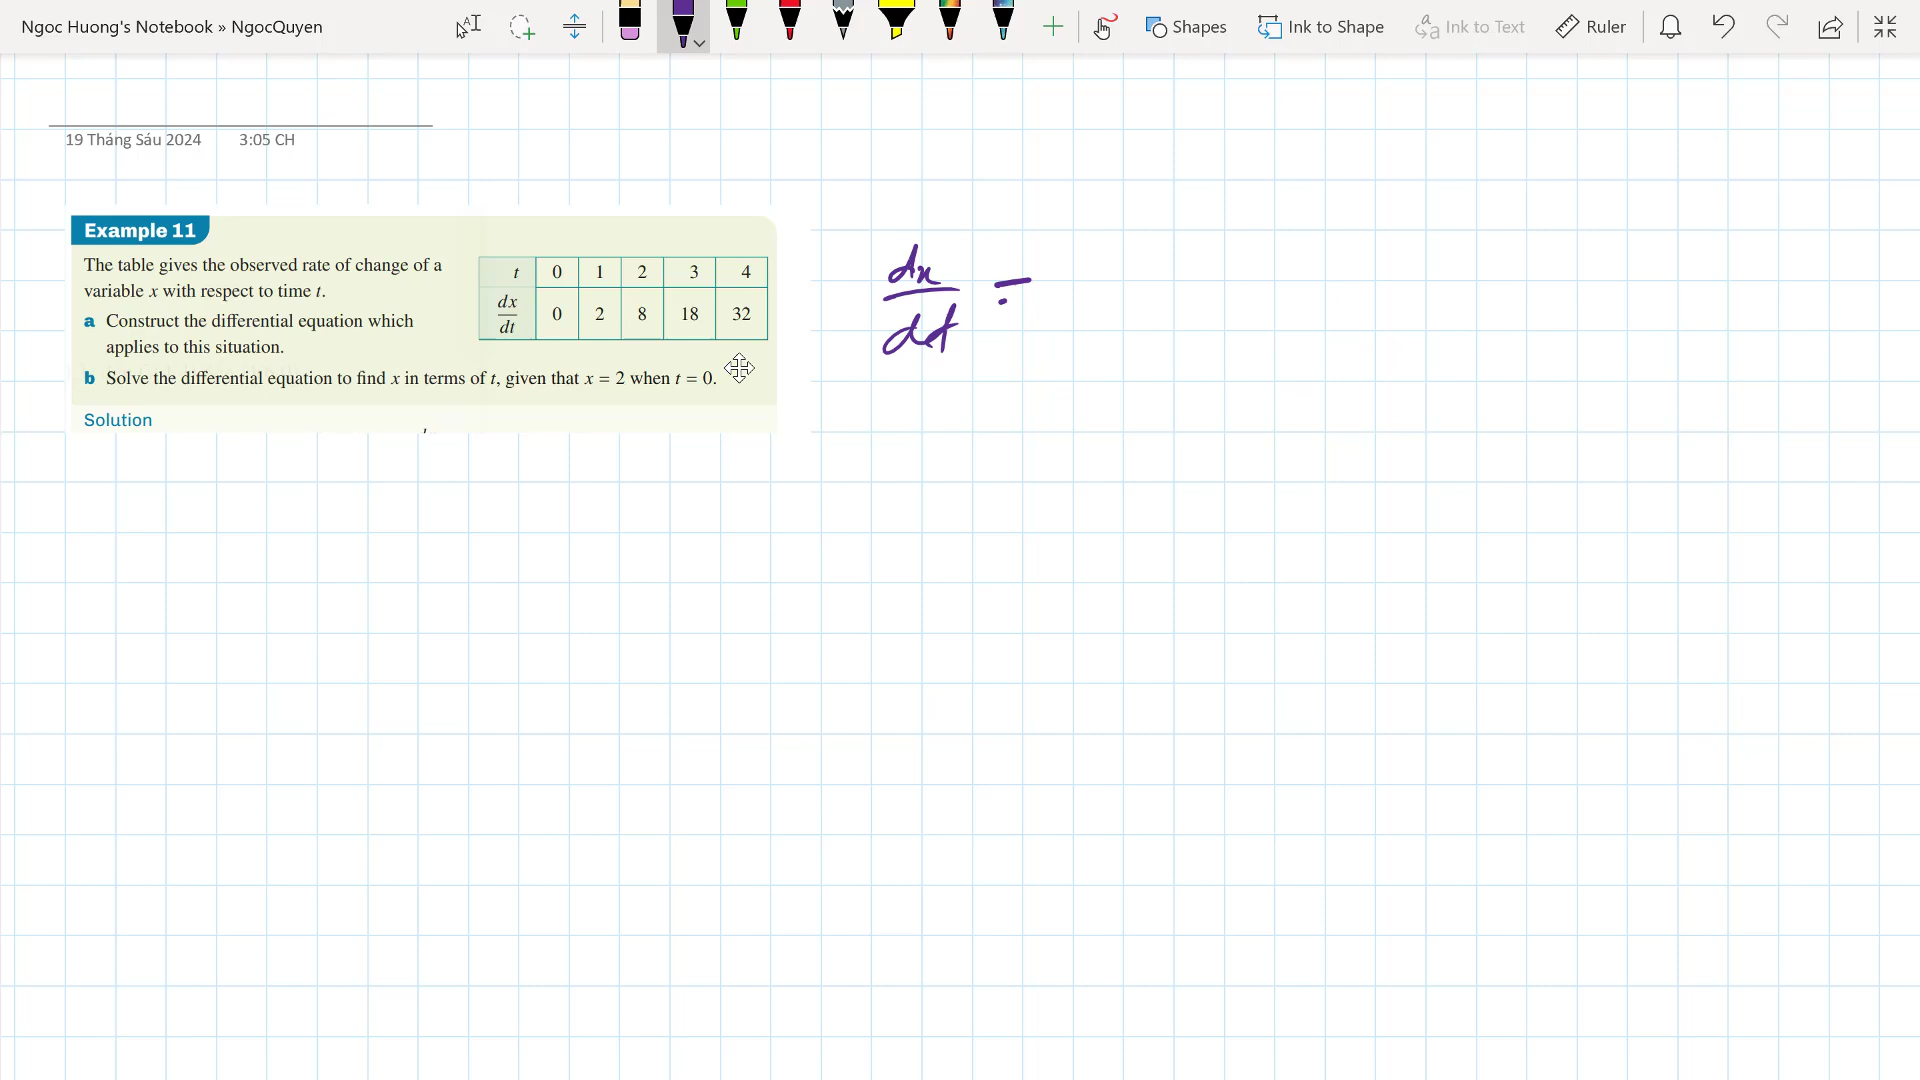 Ngoc Huong's Notebook » NgocQuyen
Shapes
Ink to Shape
Ink to Text
Ruler
19 Tháng Sáu 2024 3:05 CH
Example 11
The table gives the observed rate of change of a
variable x with respect to time t.
a Construct the differential equation which
applies to this situation.
t 0 1 2 3 4
dx/dt 0 2 8 18 32
b Solve the differential equation to find x in terms of t, given that x = 2 when t = 0.
Solution
dx/dt =